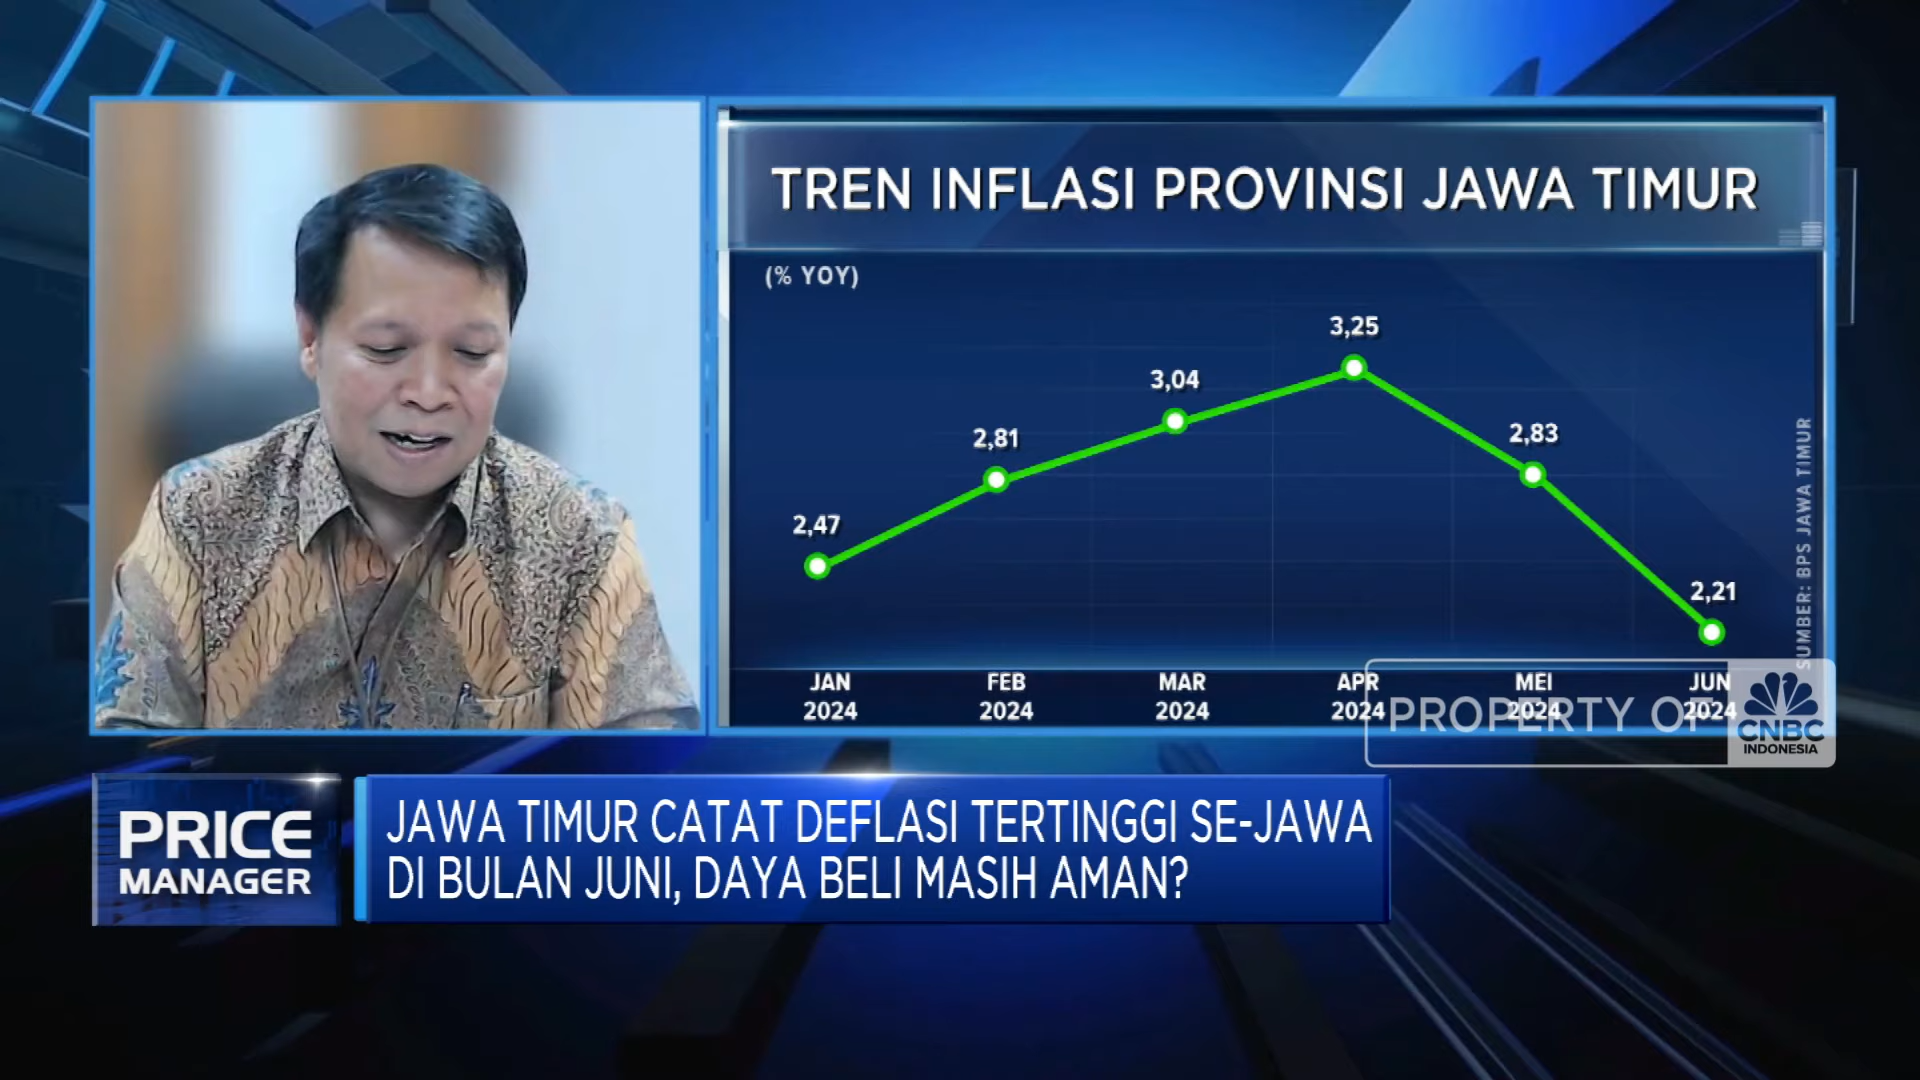 TREN INFLASI PROVINSI JAWA TIMUR
(% YOY)
2,47
2,81
3,04
3,25
2,83
2,21
JAN
2024
FEB
2024
MAR
2024
APR
2024
MEI
2024
JUN
2024
SUMBER: BPS JAWA TIMUR
PROPERTY OF
CNBC
INDONESIA
PRICE
MANAGER
JAWA TIMUR CATAT DEFLASI TERTINGGI SE-JAWA
DI BULAN JUNI, DAYA BELI MASIH AMAN?